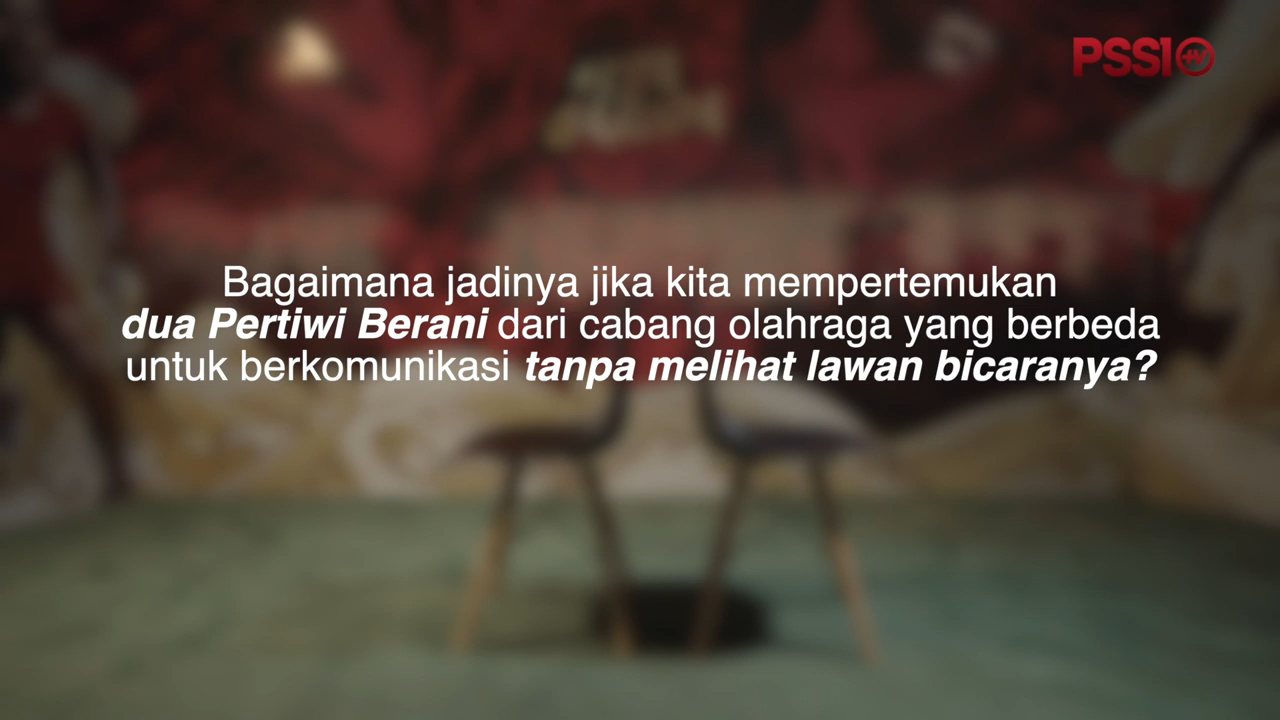 PSSI TV
Bagaimana jadinya jika kita mempertemukan
dua Pertiwi Berani dari cabang olahraga yang berbeda
untuk berkomunikasi tanpa melihat lawan bicaranya?